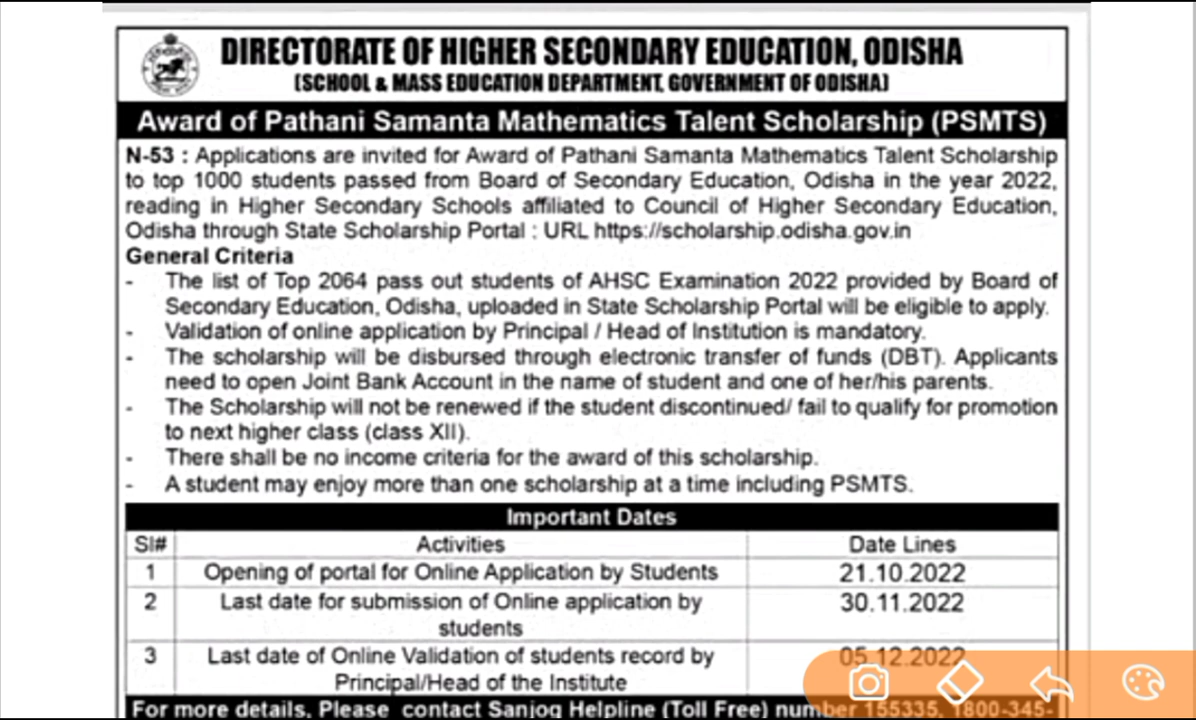 DIRECTORATE OF HIGHER SECONDARY EDUCATION, ODISHA
(SCHOOL & MASS EDUCATION DEPARTMENT, GOVERNMENT OF ODISHA)
Award of Pathani Samanta Mathematics Talent Scholarship (PSMTS)
N-53 : Applications are invited for Award of Pathani Samanta Mathematics Talent Scholarship
to top 1000 students passed from Board of Secondary Education, Odisha in the year 2022,
reading in Higher Secondary Schools affiliated to Council of Higher Secondary Education,
Odisha through State Scholarship Portal : URL https://scholarship.odisha.gov.in
General Criteria
- The list of Top 2064 pass out students of AHSC Examination 2022 provided by Board of
Secondary Education, Odisha, uploaded in State Scholarship Portal will be eligible to apply.
- Validation of online application by Principal / Head of Institution is mandatory.
- The scholarship will be disbursed through electronic transfer of funds (DBT). Applicants
need to open Joint Bank Account in the name of student and one of her/his parents.
- The Scholarship will not be renewed if the student discontinued/ fail to qualify for promotion
to next higher class (class XII).
- There shall be no income criteria for the award of this scholarship.
- A student may enjoy more than one scholarship at a time including PSMTS.
Important Dates
Sl# Activities Date Lines
1 Opening of portal for Online Application by Students 21.10.2022
2 Last date for submission of Online application by 30.11.2022
students
3 Last date of Online Validation of students record by 05.12.2022
Principal/Head of the Institute
For more details, Please contact Sanjog Helpline (Toll Free) number 155335, 1800-345-